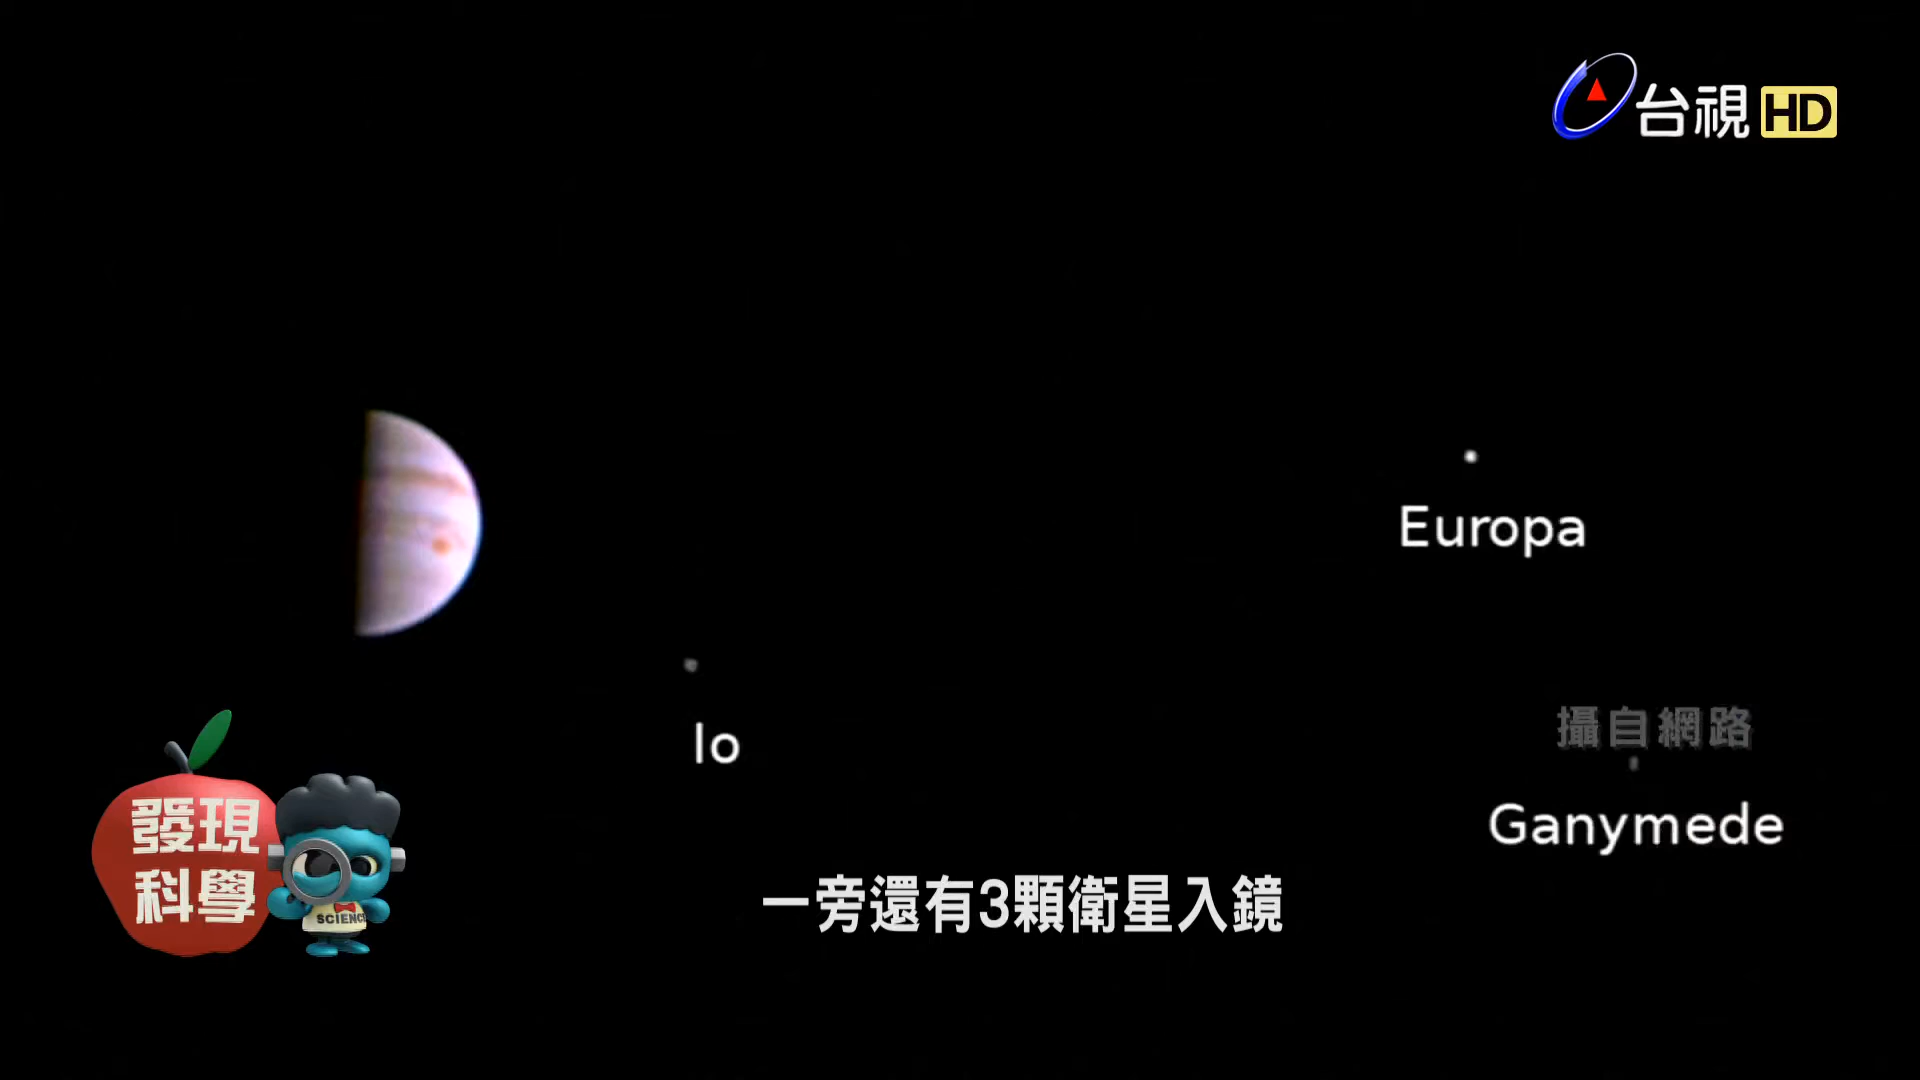 台視HD
Europa
Io
攝自網路
Ganymede
發現
科學
SCIENCE
一旁還有3顆衛星入鏡